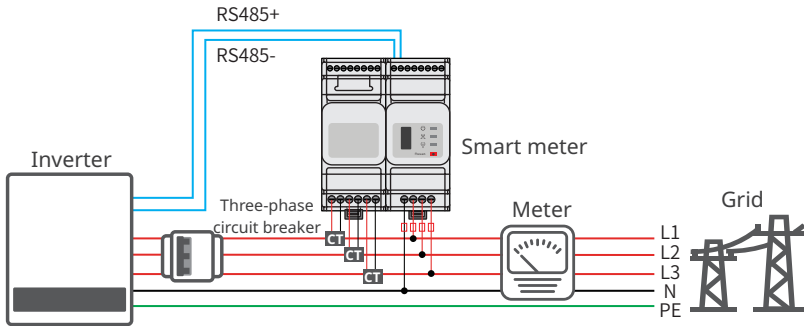 RS485+
RS485-
Inverter
Smart meter
Three-phase
circuit breaker
Meter
Grid
CT
CT
CT
L1
L2
L3
N
PE